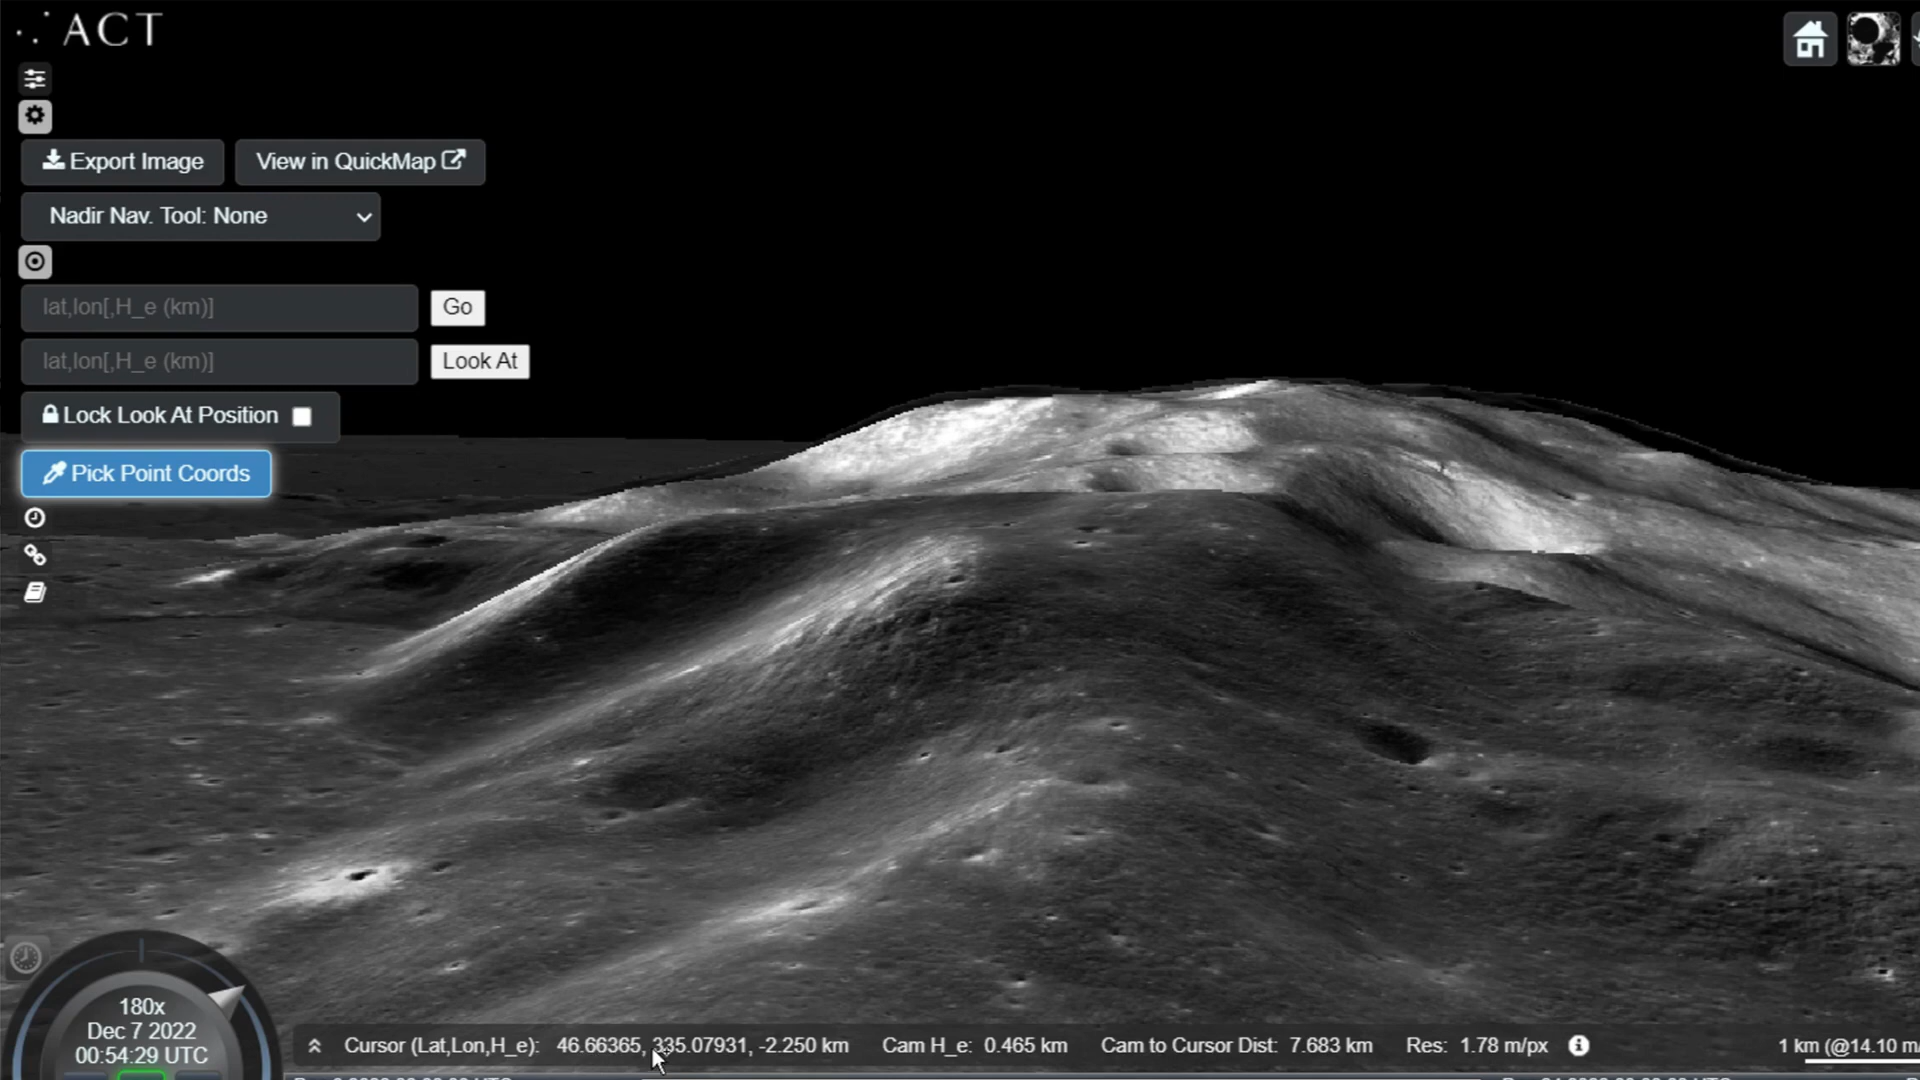 ACT
Export Image
View in QuickMap
Nadir Nav. Tool: None
lat,lon[,H_e (km)]
Go
lat,lon[,H_e (km)]
Look At
Lock Look At Position
Pick Point Coords
180x
Dec 7 2022
00:54:29 UTC
Cursor (Lat,Lon,H_e): 46.66365, 335.07931, -2.250 km Cam H_e: 0.465 km Cam to Cursor Dist: 7.683 km Res: 1.78 m/px
1 km (@14.10 m/